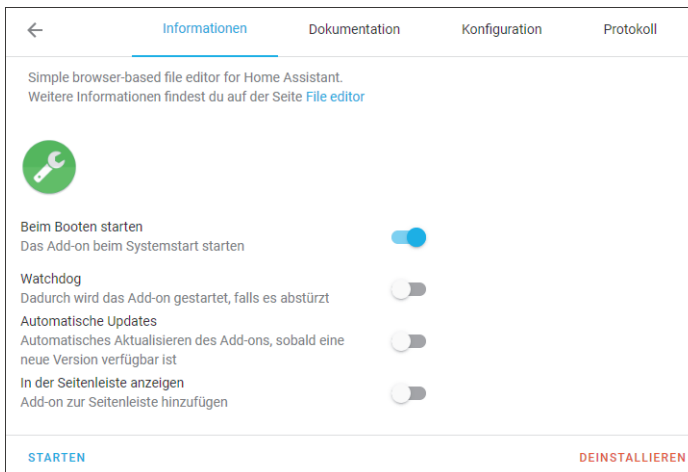 Informationen Dokumentation Konfiguration Protokoll
Simple browser-based file editor for Home Assistant.
Weitere Informationen findest du auf der Seite File editor
Beim Booten starten
Das Add-on beim Systemstart starten
Watchdog
Dadurch wird das Add-on gestartet, falls es abstürzt
Automatische Updates
Automatisches Aktualisieren des Add-ons, sobald eine
neue Version verfügbar ist
In der Seitenleiste anzeigen
Add-on zur Seitenleiste hinzufügen
STARTEN DEINSTALLIEREN